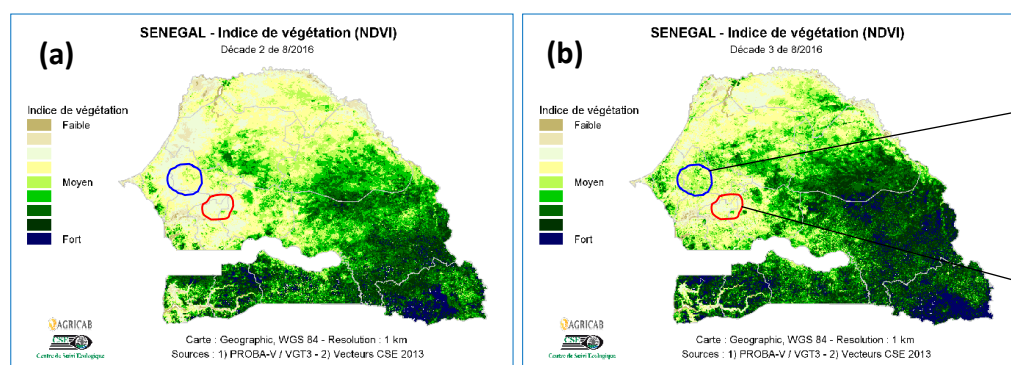 (a)
SENEGAL - Indice de végétation (NDVI)
Décade 2 de 8/2016
Indice de végétation
Faible
Moyen
Fort
AGRICAB
CSE
Centre de Suivi Ecologique
Carte : Geographic, WGS 84 - Resolution : 1 km
Sources : 1) PROBA-V / VGT3 - 2) Vecteurs CSE 2013
(b)
SENEGAL - Indice de végétation (NDVI)
Décade 3 de 8/2016
Indice de végétation
Faible
Moyen
Fort
AGRICAB
CSE
Centre de Suivi Ecologique
Carte : Geographic, WGS 84 - Resolution : 1 km
Sources : 1) PROBA-V / VGT3 - 2) Vecteurs CSE 2013